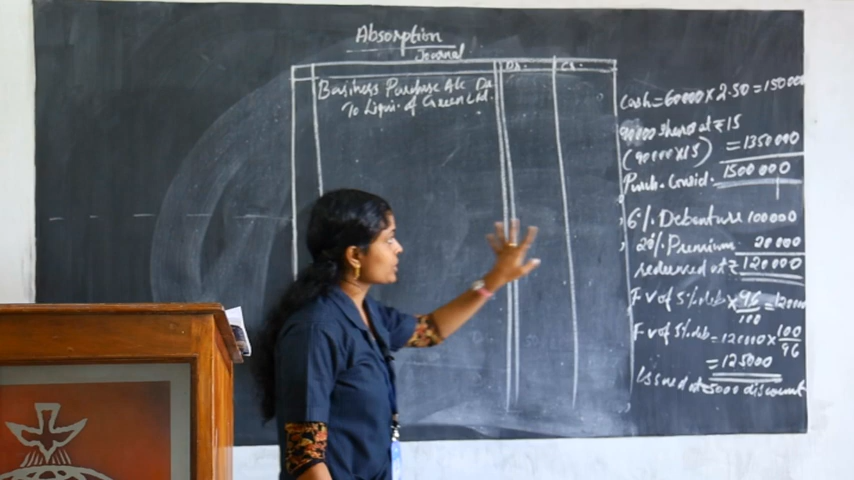 Absorption
Journal
Dr. Cr.
Business Purchase A/c Dr
To Liqui. of Green Ltd.
Cash = 60000 x 2.50 = 150000
90000 shares at ₹ 15
(90000 x 15) = 1350000
Purch. Consid. 1500000
6% Debenture 100000
20% Premium 20000
redeemed at ₹ 120000
F V of 5% deb x 96/100 = 120000
F v of 5% deb = 120000 x 100/96
= 125000
Issued at 5000 discount